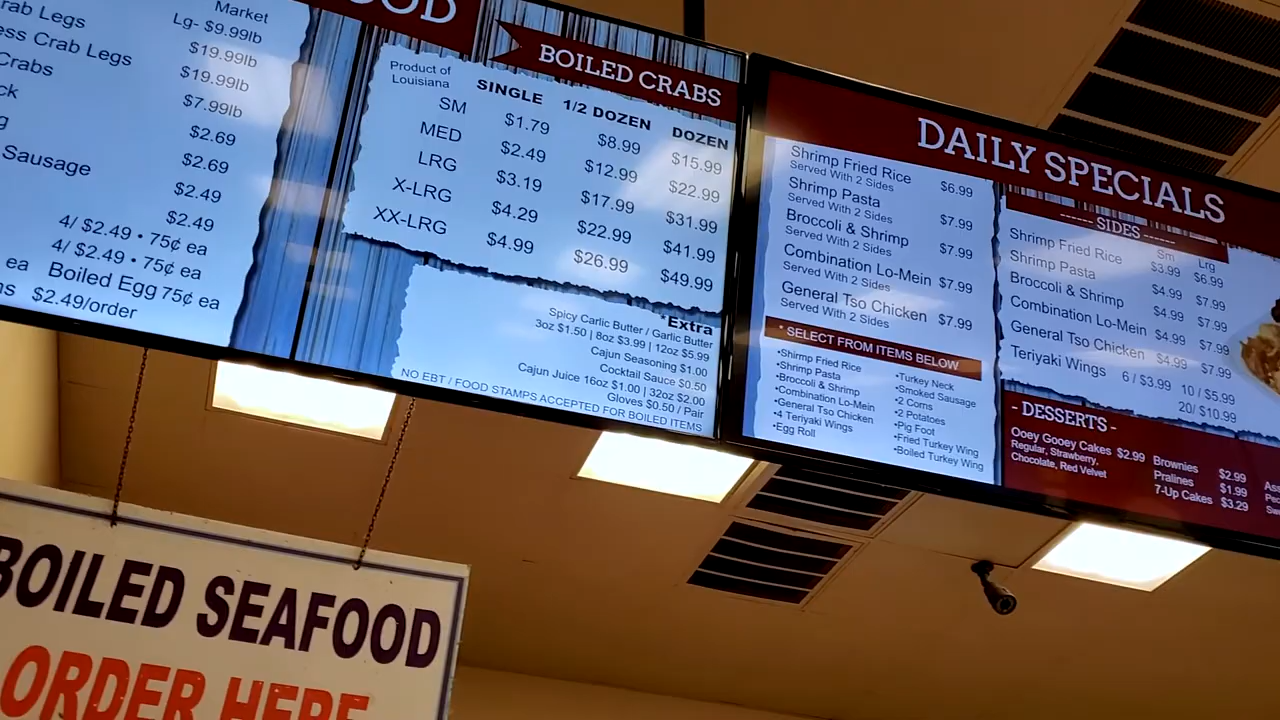 OOD
rab Legs Market
Lg- $9.99lb
ess Crab Legs $19.99lb
Crabs $19.99lb
ck $7.99lb
g $2.69
Sausage $2.69
$2.49
$2.49
4/ $2.49 • 75¢ ea
4/ $2.49 • 75¢ ea
ea Boiled Egg 75¢ ea
ns $2.49/order
BOILED CRABS
Product of
Louisiana
SINGLE 1/2 DOZEN DOZEN
SM $1.79 $8.99 $15.99
MED $2.49 $12.99 $22.99
LRG $3.19 $17.99 $31.99
X-LRG $4.29 $22.99 $41.99
XX-LRG $4.99 $26.99 $49.99
*Extra
Spicy Carlic Butter / Garlic Butter
3oz $1.50 | 8oz $3.99 | 12oz $5.99
Cajun Seasoning $1.00
Cocktail Sauce $0.50
Cajun Juice 16oz $1.00 | 32oz $2.00
Gloves $0.50 / Pair
NO EBT / FOOD STAMPS ACCEPTED FOR BOILED ITEMS
DAILY SPECIALS
Shrimp Fried Rice $6.99
Served With 2 Sides
Shrimp Pasta $7.99
Served With 2 Sides
Broccoli & Shrimp $7.99
Served With 2 Sides
Combination Lo-Mein $7.99
Served With 2 Sides
General Tso Chicken $7.99
Served With 2 Sides
* SELECT FROM ITEMS BELOW
•Shrimp Fried Rice
•Shrimp Pasta
•Broccoli & Shrimp
•Combination Lo-Mein
•General Tso Chicken
•4 Teriyaki Wings
•Egg Roll
•Turkey Neck
•Smoked Sausage
•2 Corns
•2 Potatoes
•Pig Foot
•Fried Turkey Wing
•Boiled Turkey Wing
------ SIDES ------
Sm Lrg
Shrimp Fried Rice $3.99 $6.99
Shrimp Pasta $4.99 $7.99
Broccoli & Shrimp $4.99 $7.99
Combination Lo-Mein $4.99 $7.99
General Tso Chicken $4.99 $7.99
Teriyaki Wings 6 / $3.99 10 / $5.99
20/ $10.99
- DESSERTS -
Ooey Gooey Cakes $2.99
Regular, Strawberry,
Chocolate, Red Velvet
Brownies $2.99
Pralines $1.99
7-Up Cakes $3.29
BOILED SEAFOOD
ORDER HERE